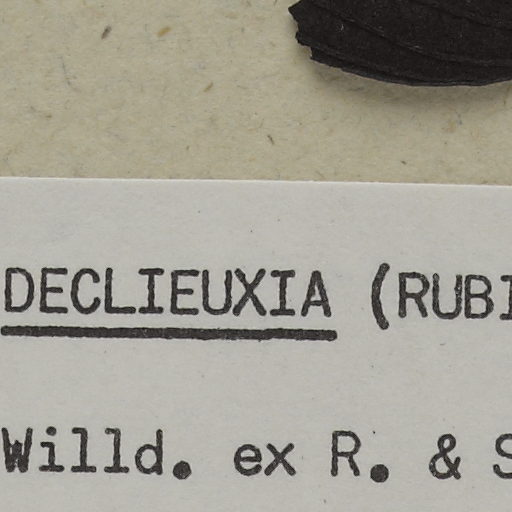 DECLIEUXIA (RUBI
Willd. ex R. & S